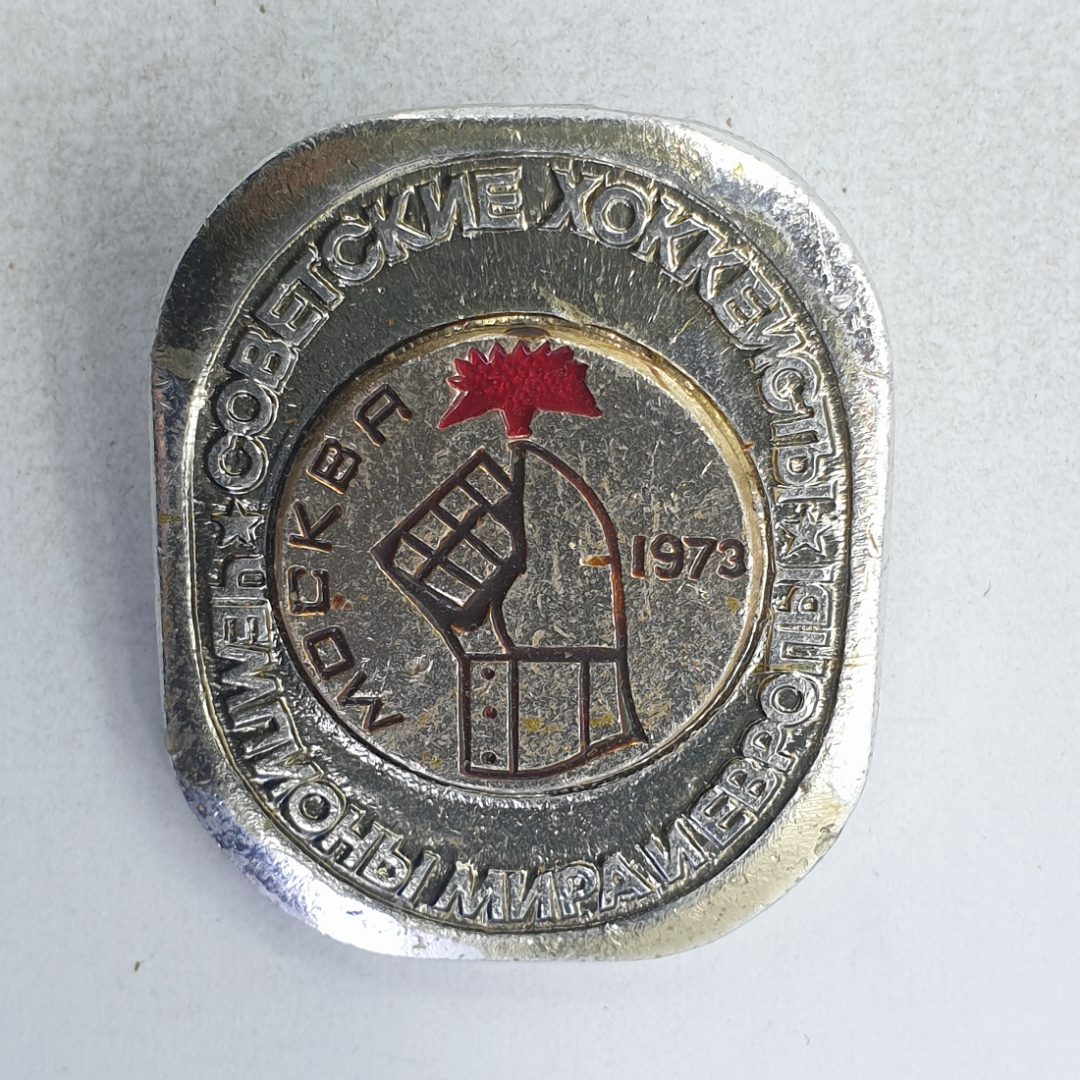 СОВЕТСКИЕ ХОККЕИСТЫ
ЧЕМПИОНЫ МИРА И ЕВРОПЫ
МОСКВА
1973